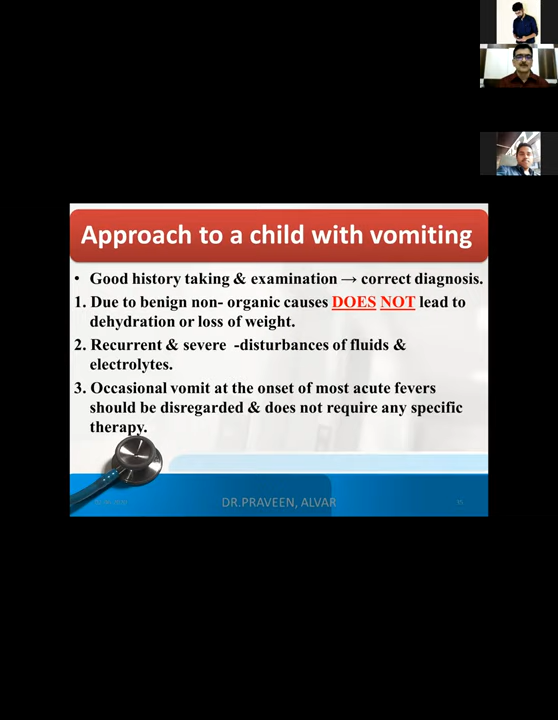 Approach to a child with vomiting
• Good history taking & examination → correct diagnosis.
1. Due to benign non- organic causes DOES NOT lead to
dehydration or loss of weight.
2. Recurrent & severe -disturbances of fluids &
electrolytes.
3. Occasional vomit at the onset of most acute fevers
should be disregarded & does not require any specific
therapy.
DR.PRAVEEN, ALVAR